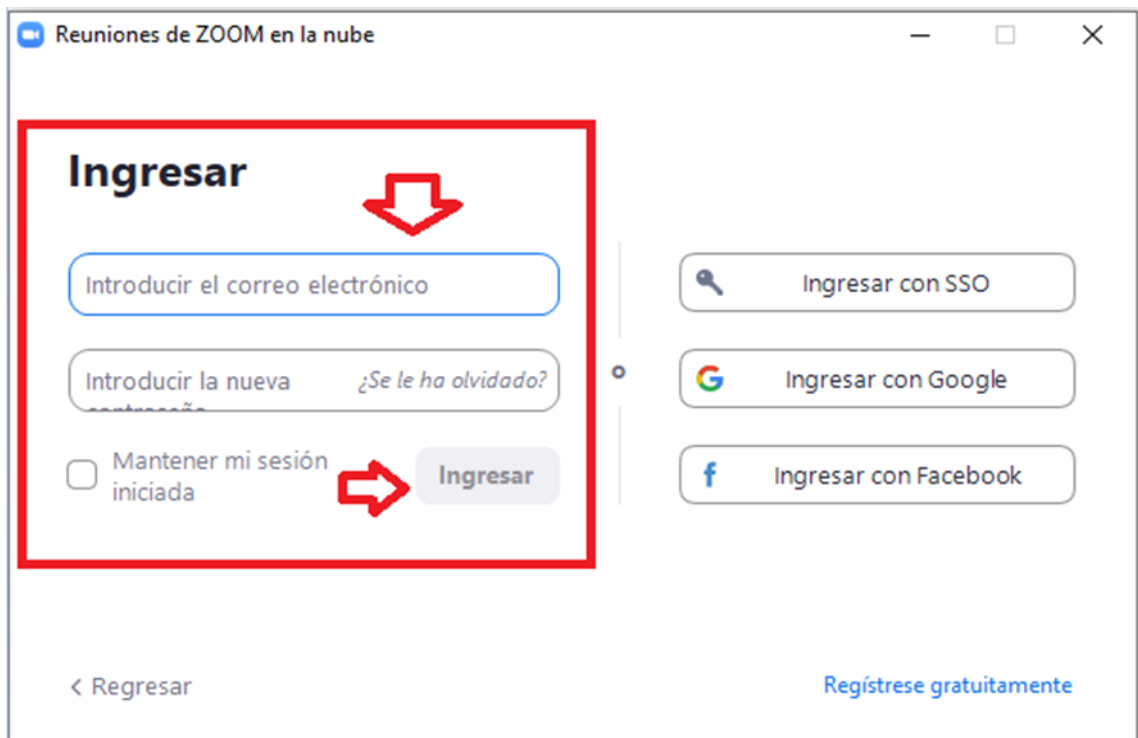 Reuniones de ZOOM en la nube
Ingresar
Introducir el correo electrónico
Introducir la nueva ¿Se le ha olvidado?
contraseña
Mantener mi sesión
iniciada
Ingresar
o
Ingresar con SSO
Ingresar con Google
Ingresar con Facebook
< Regresar
Regístrese gratuitamente